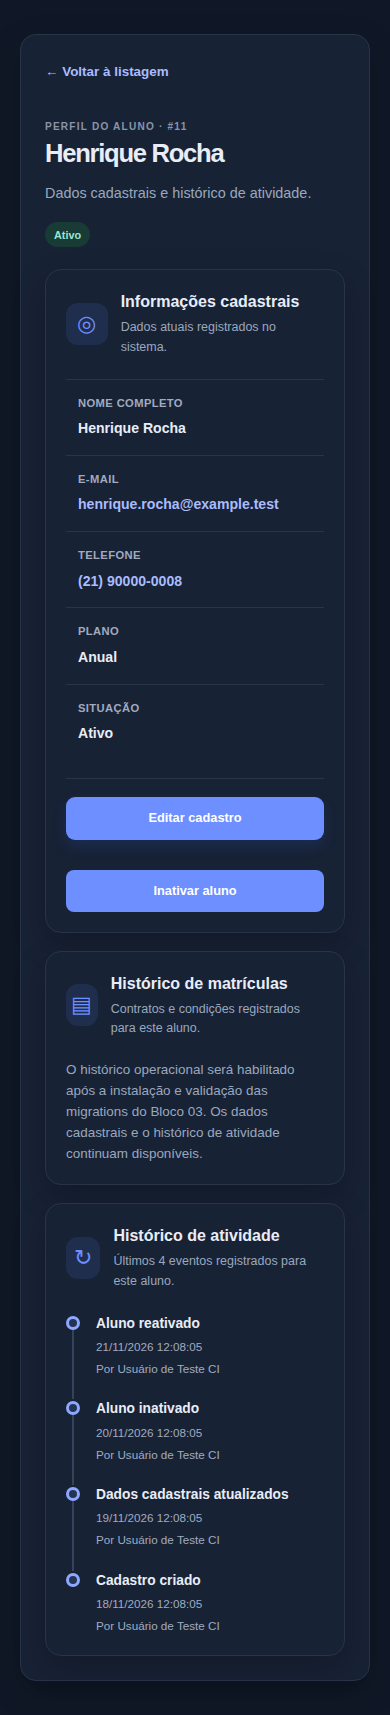 ← Voltar à listagem
PERFIL DO ALUNO · #11
Henrique Rocha
Dados cadastrais e histórico de atividade.
Ativo
Informações cadastrais
Dados atuais registrados no
sistema.
NOME COMPLETO
Henrique Rocha
E-MAIL
henrique.rocha@example.test
TELEFONE
(21) 90000-0008
PLANO
Anual
SITUAÇÃO
Ativo
Editar cadastro
Inativar aluno
Histórico de matrículas
Contratos e condições registrados
para este aluno.
O histórico operacional será habilitado
após a instalação e validação das
migrations do Bloco 03. Os dados
cadastrais e o histórico de atividade
continuam disponíveis.
Histórico de atividade
Últimos 4 eventos registrados para
este aluno.
Aluno reativado
21/11/2026 12:08:05
Por Usuário de Teste CI
Aluno inativado
20/11/2026 12:08:05
Por Usuário de Teste CI
Dados cadastrais atualizados
19/11/2026 12:08:05
Por Usuário de Teste CI
Cadastro criado
18/11/2026 12:08:05
Por Usuário de Teste CI